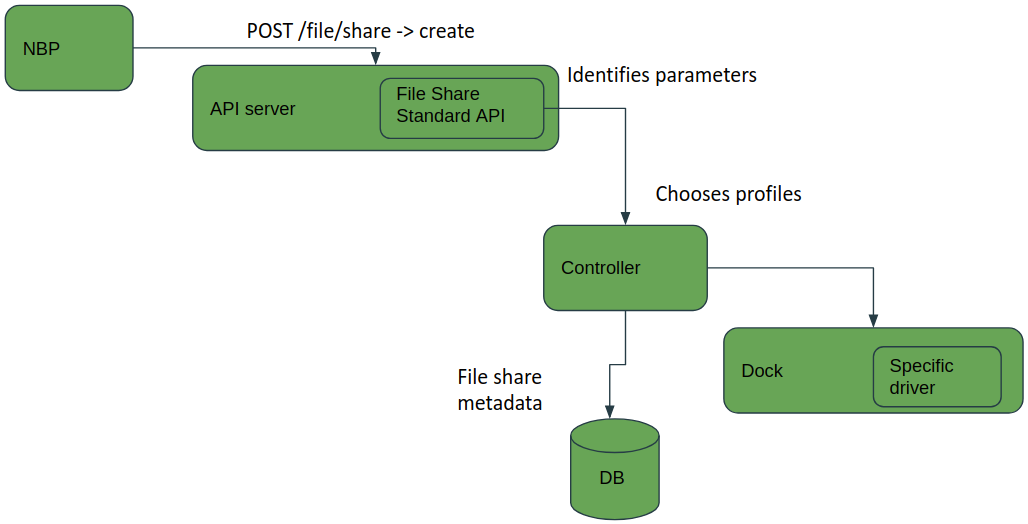 POST /file/share -> create
NBP
Identifies parameters
File Share
Standard API
API server
Chooses profiles
Controller
Specific
driver
Dock
File share
metadata
DB